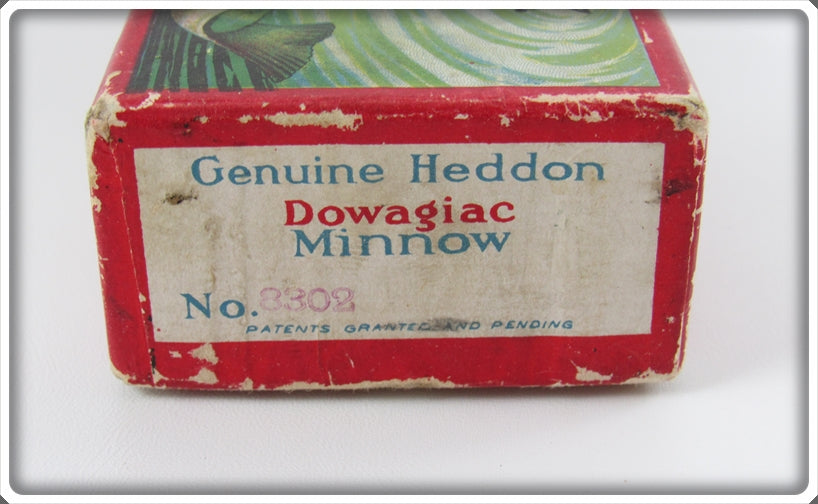 Genuine Heddon
Dowagiac
Minnow
No. 8302
PATENTS GRANTED AND PENDING